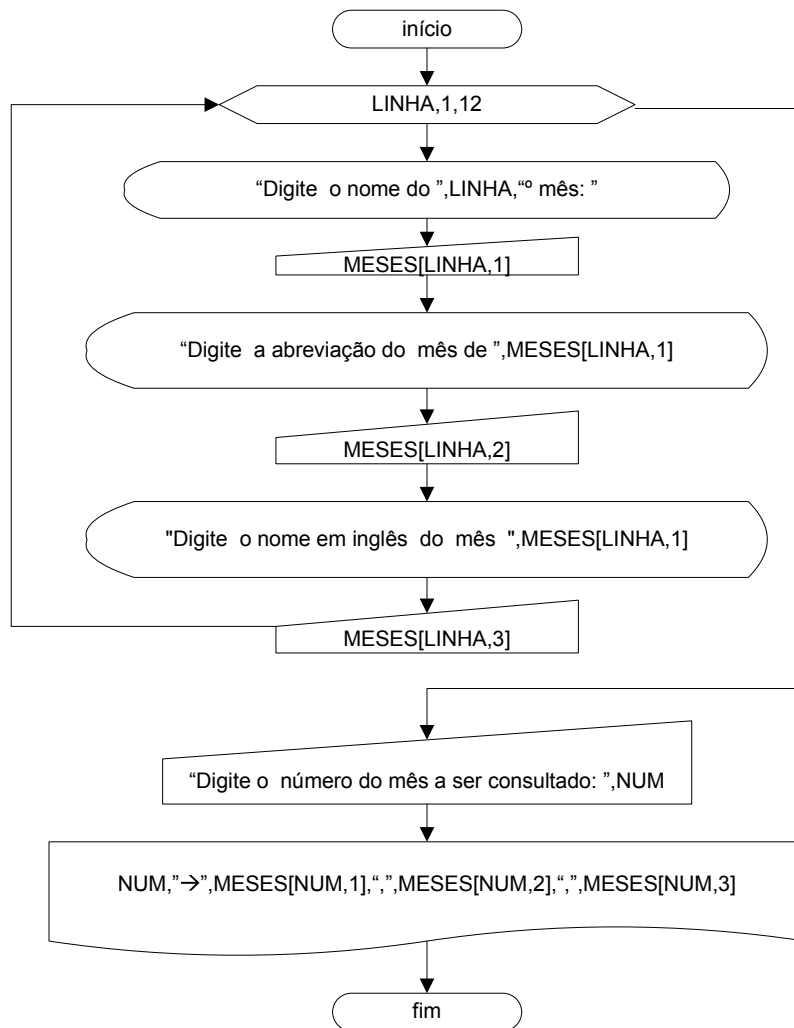 início
LINHA,1,12
“Digite o nome do ”,LINHA,“º mês: ”
MESES[LINHA,1]
“Digite a abreviação do mês de ”,MESES[LINHA,1]
MESES[LINHA,2]
"Digite o nome em inglês do mês ",MESES[LINHA,1]
MESES[LINHA,3]
“Digite o número do mês a ser consultado: ”,NUM
NUM,”→”,MESES[NUM,1],“,”,MESES[NUM,2],“,”,MESES[NUM,3]
fim